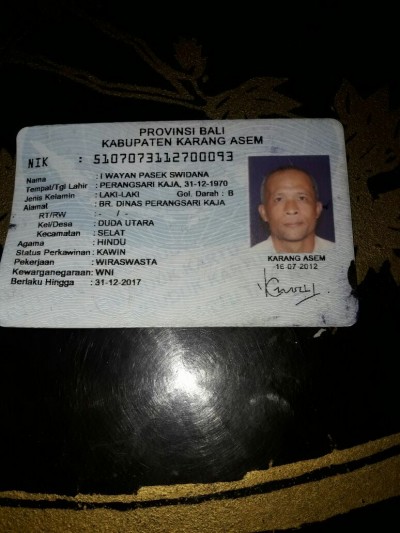 PROVINSI BALI
KABUPATEN KARANG ASEM
NIK : 5107073112700093
Nama : I WAYAN PASEK SWIDANA
Tempat/Tgl Lahir : PERANGSARI KAJA, 31-12-1970
Jenis Kelamin : LAKI-LAKI Gol. Darah : B
Alamat : BR. DINAS PERANGSARI KAJA
RT/RW : - / -
Kel/Desa : DUDA UTARA
Kecamatan : SELAT
Agama : HINDU
Status Perkawinan : KAWIN
Pekerjaan : WIRASWASTA
Kewarganegaraan : WNI
Berlaku Hingga : 31-12-2017
KARANG ASEM
16-07-2012